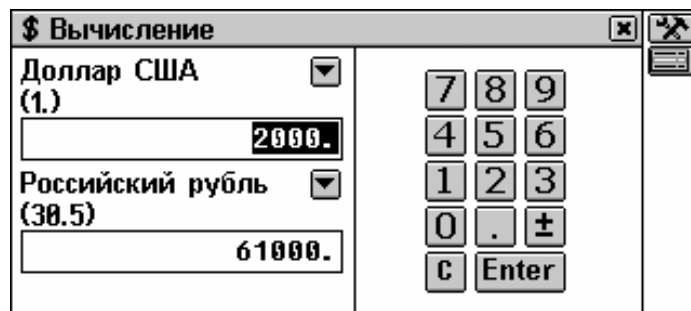 $ Вычисление
Доллар США
(1.)
2000.
Российский рубль
(30.5)
61000.
7 8 9
4 5 6
1 2 3
0 . ±
C Enter